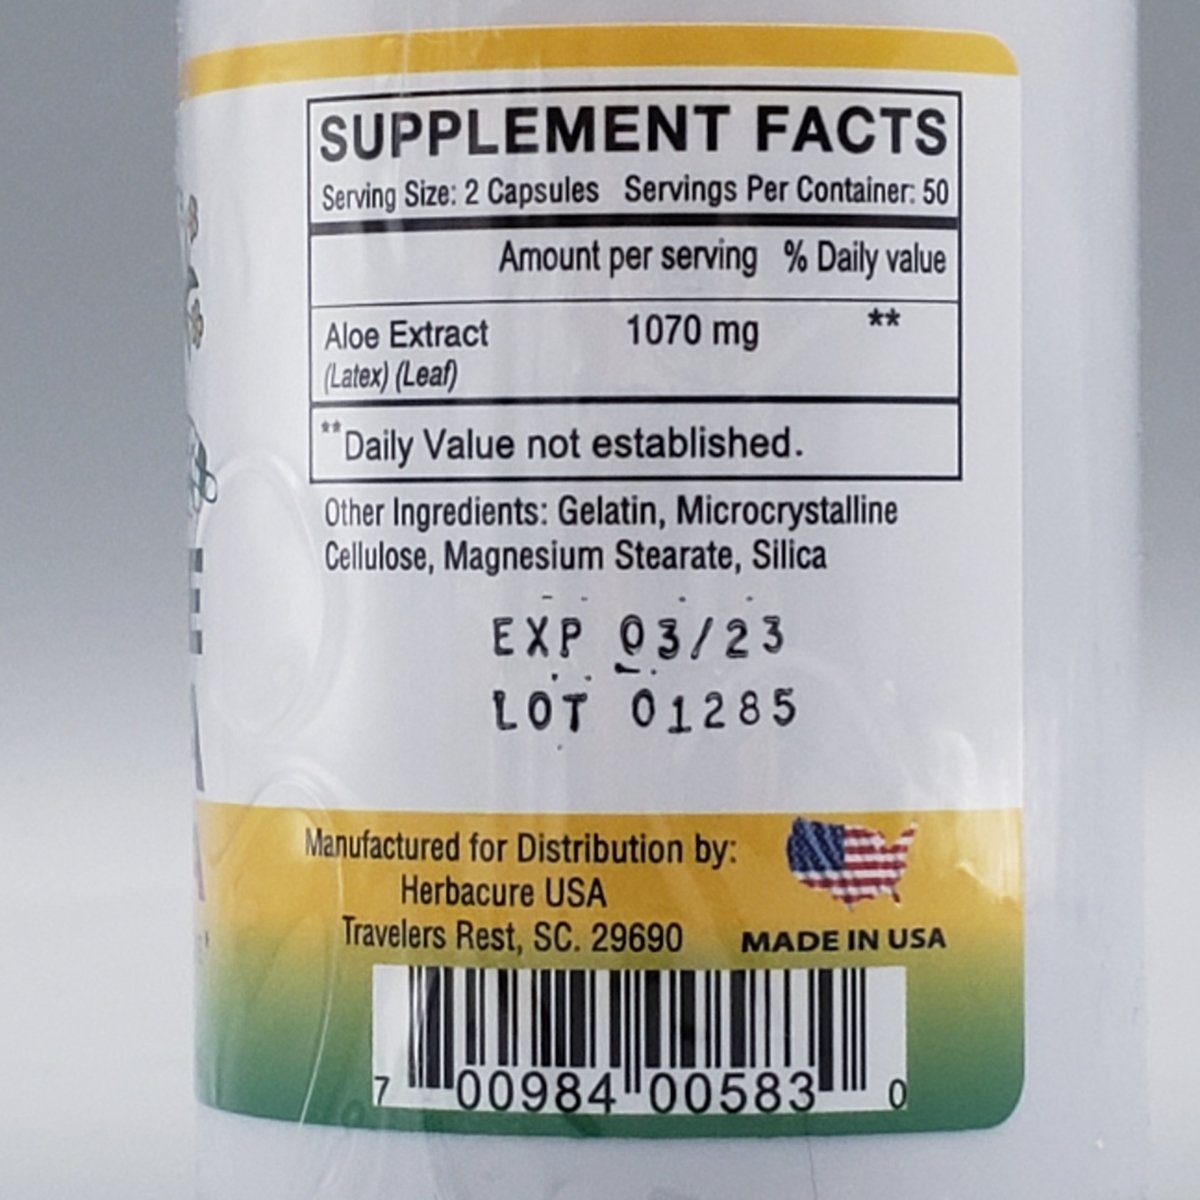 SUPPLEMENT FACTS
Serving Size: 2 Capsules Servings Per Container: 50
Amount per serving % Daily value
Aloe Extract 1070 mg **
(Latex) (Leaf)
**Daily Value not established.
Other Ingredients: Gelatin, Microcrystalline
Cellulose, Magnesium Stearate, Silica
EXP 03/23
LOT 01285
Manufactured for Distribution by:
Herbacure USA
Travelers Rest, SC. 29690
MADE IN USA
7 00984 00583 0